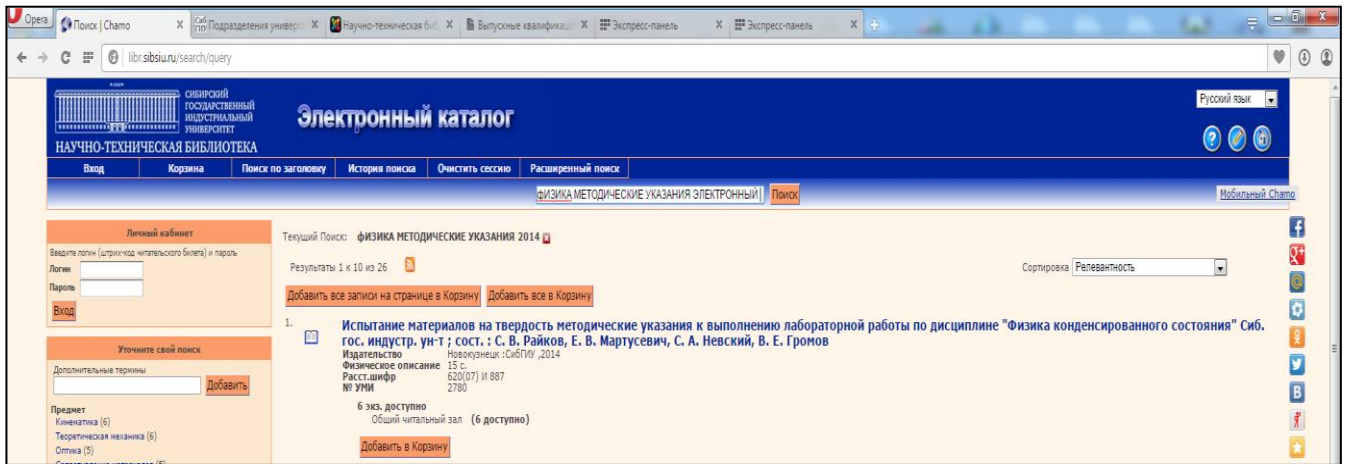 Opera
Поиск | Chamo
Подразделения универс
Научно-техническая биб
Выпускные квалификаци
Экспресс-панель
Экспресс-панель
libr.sibsiu.ru/search/query
СИБИРСКИЙ
ГОСУДАРСТВЕННЫЙ
ИНДУСТРИАЛЬНЫЙ
УНИВЕРСИТЕТ
НАУЧНО-ТЕХНИЧЕСКАЯ БИБЛИОТЕКА
Электронный каталог
Русский язык
Вход
Корзина
Поиск по заголовку
История поиска
Очистить сессию
Расширенный поиск
фИЗИКА МЕТОДИЧЕСКИЕ УКАЗАНИЯ ЭЛЕКТРОННЫЙ
Поиск
Мобильный Chamo
Личный кабинет
Введите логин (штрих-код читательского билета) и пароль
Логин
Пароль
Вход
Уточните свой поиск
Дополнительные термины
Добавить
Предмет
Кинематика (6)
Теоретическая механика (6)
Оптика (5)
Сопротивление материалов (5)
Текущий Поиск: фИЗИКА МЕТОДИЧЕСКИЕ УКАЗАНИЯ 2014
Результаты 1 к 10 из 26
Сортировка Релевантность
Добавить все записи на странице в Корзину
Добавить все в Корзину
1.
Испытание материалов на твердость методические указания к выполнению лабораторной работы по дисциплине "Физика конденсированного состояния" Сиб.
гос. индустр. ун-т ; сост. : С. В. Райков, Е. В. Мартусевич, С. А. Невский, В. Е. Громов
Издательство Новокузнецк :СибГИУ ,2014
Физическое описание 15 с.
Расст.шифр 620(07) И 887
№ УМИ 2780
6 экз. доступно
Общий читальный зал (6 доступно)
Добавить в Корзину